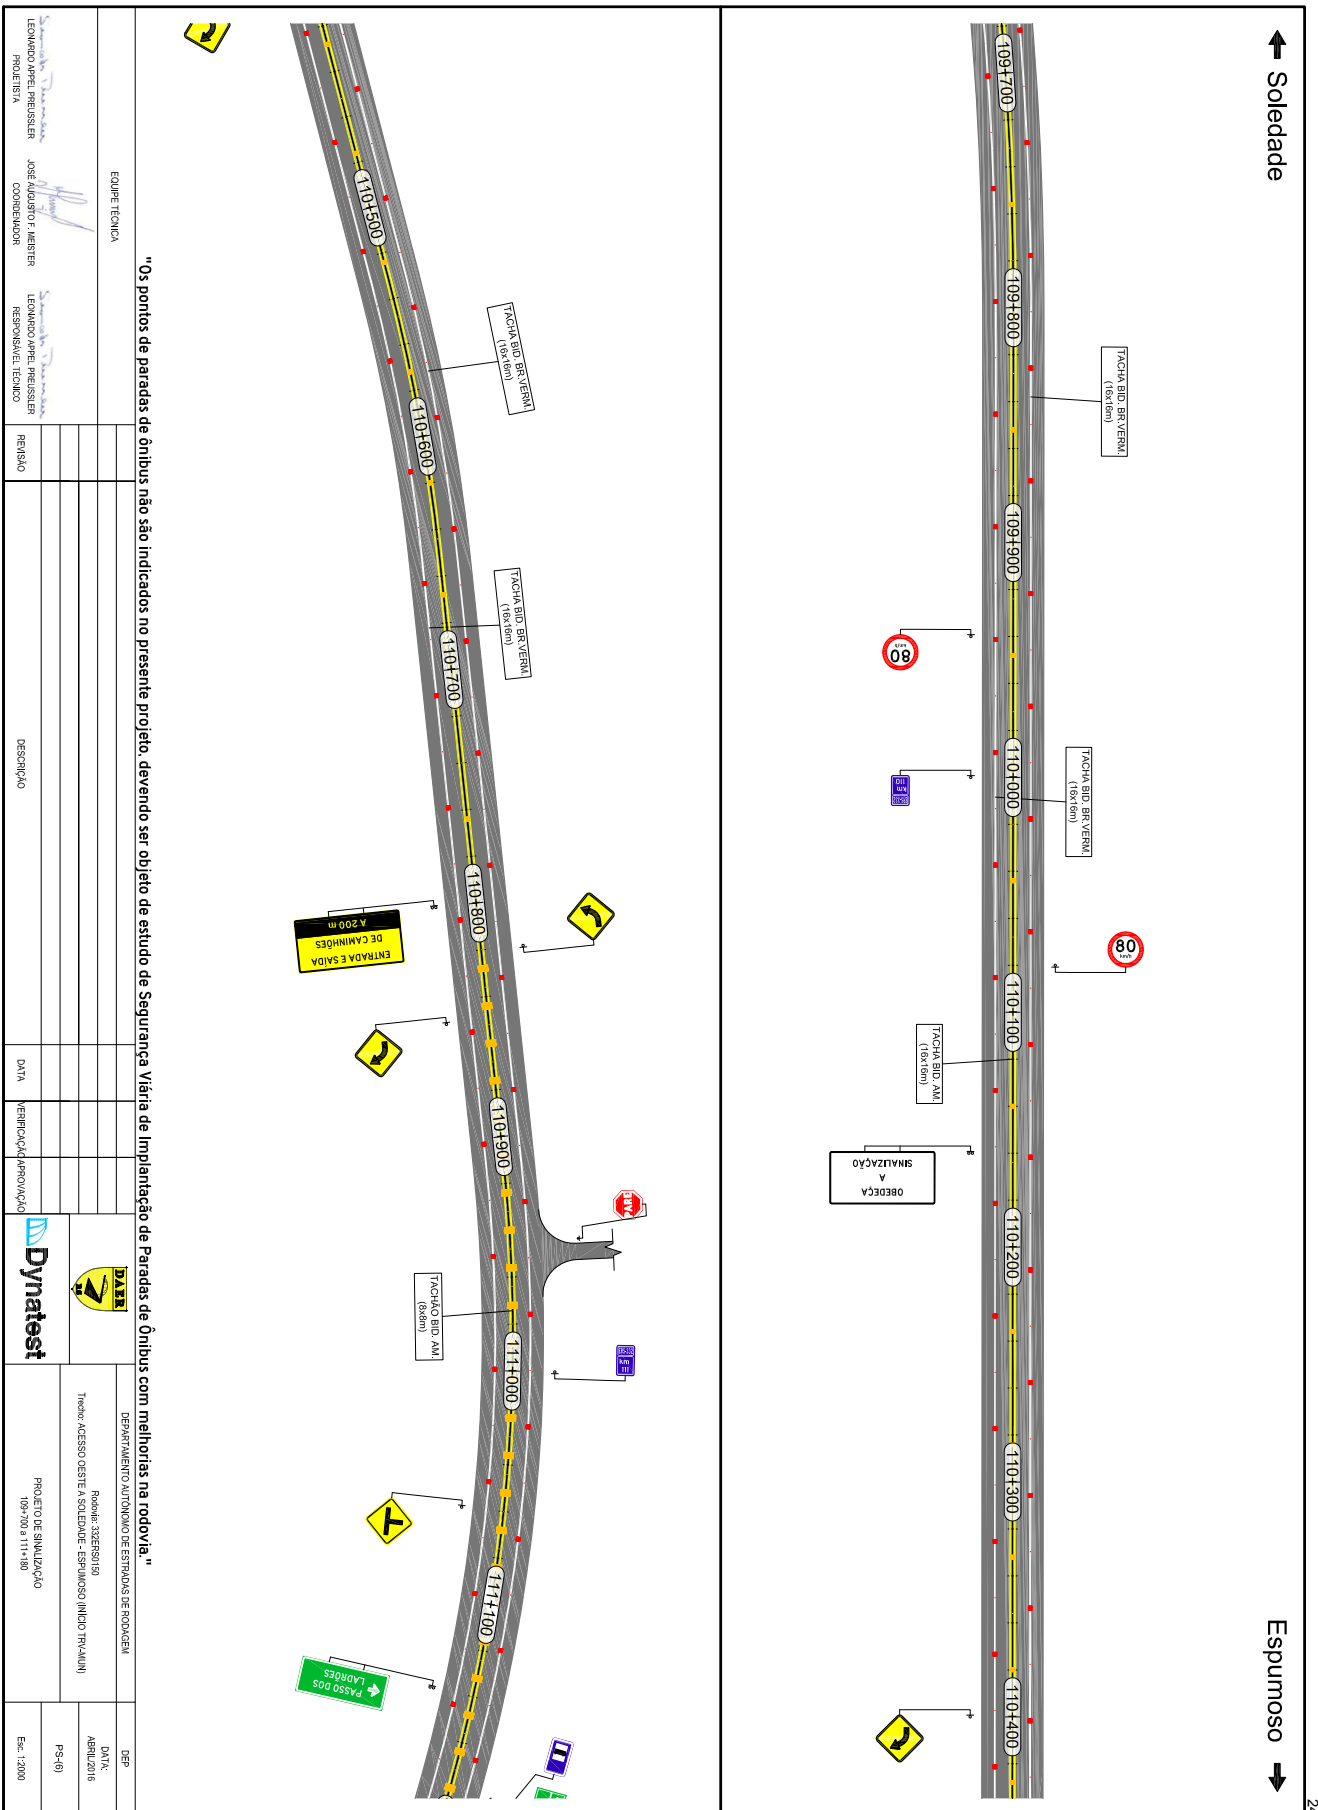 ← Soledade
Espumoso →
109+700
109+800
109+900
110+000
110+100
110+200
110+300
110+400
TACHA BID. BR.VERM.
(16x16m)
TACHA BID. BR.VERM.
(16x16m)
80
km/h
80
km/h
km
110
TACHA BID. AM.
(16x16m)
OBEDEÇA
A
SINALIZAÇÃO
110+500
110+600
110+700
110+800
110+900
111+000
111+100
TACHA BID. BR.VERM.
(16x16m)
TACHA BID. BR.VERM.
(16x16m)
ENTRADA E SAÍDA
DE CAMINHÕES
A 200 m
TACHÃO BID. AM.
(8x8m)
km
111
PASSO DOS
LADRÕES
"Os pontos de paradas de ônibus não são indicados no presente projeto, devendo ser objeto de estudo de Segurança Viária de Implantação de Paradas de Ônibus com melhorias na rodovia."
EQUIPE TÉCNICA
LEONARDO APPEL PREUSSLER
PROJETISTA
JOSÉ AUGUSTO F. MEISTER
COORDENADOR
LEONARDO APPEL PREUSSLER
RESPONSÁVEL TÉCNICO
REVISÃO
DESCRIÇÃO
DATA
VERIFICAÇÃO
APROVAÇÃO
DAER
RS
Dynatest
DEPARTAMENTO AUTÔNOMO DE ESTRADAS DE RODAGEM
Rodovia: 332ERS0150
Trecho: ACESSO OESTE A SOLEDADE - ESPUMOSO (INÍCIO TRV-MUN)
PROJETO DE SINALIZAÇÃO
109+700 a 111+180
DEP
DATA:
ABRIL/2016
PS-(6)
Esc. 1:2000